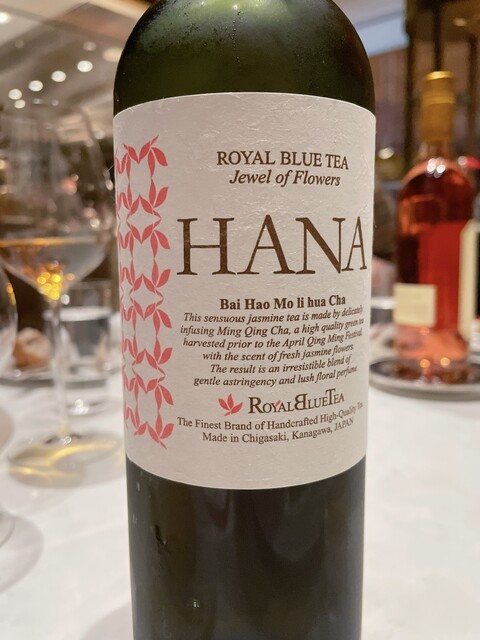 ROYAL BLUE TEA
Jewel of Flowers
HANA
Bai Hao Mo li hua Cha
This sensuous jasmine tea is made by delicately
infusing Ming Qing Cha, a high quality green tea
harvested prior to the April Qing Ming Festival,
with the scent of fresh jasmine flowers.
The result is an irresistible blend of
gentle astringency and lush floral perfume.
ROYALBLUETEA
The Finest Brand of Handcrafted High-Quality Tea
Made in Chigasaki, Kanagawa, JAPAN